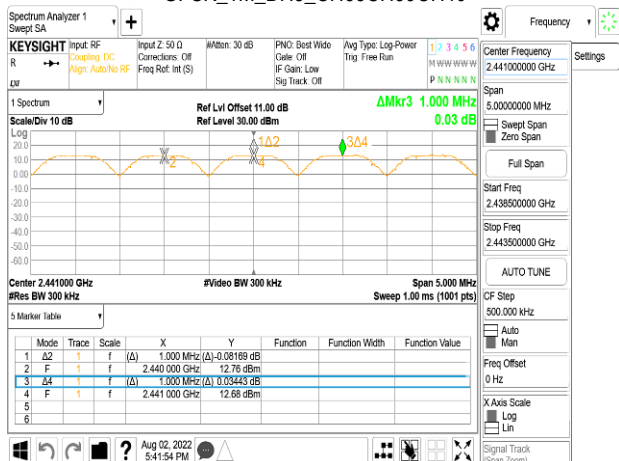 Spectrum Analyzer 1
Swept SA
Frequency
KEYSIGHT Input: RF
Coupling: DC
Align: Auto/No RF
Input Z: 50 Ω
Corrections: Off
Freq Ref: Int (S)
#Atten: 30 dB
PNO: Best Wide
Gate: Off
IF Gain: Low
Sig Track: Off
Avg Type: Log-Power
Trig: Free Run
1 2 3 4 5 6
M W W W W W
P N N N N N
R
LXI
1 Spectrum
Scale/Div 10 dB
Ref Lvl Offset 11.00 dB
Ref Level 30.00 dBm
ΔMkr3 1.000 MHz
0.03 dB
Log
20.0
10.0
0.00
-10.0
-20.0
-30.0
-40.0
-50.0
-60.0
1Δ2
3Δ4
2
4
Center 2.441000 GHz
#Res BW 300 kHz
#Video BW 300 kHz
Span 5.000 MHz
Sweep 1.00 ms (1001 pts)
5 Marker Table
Mode Trace Scale X Y Function Function Width Function Value
1 Δ2 1 f (Δ) 1.000 MHz (Δ) -0.08169 dB
2 F 1 f 2.440 000 GHz 12.76 dBm
3 Δ4 1 f (Δ) 1.000 MHz (Δ) 0.03443 dB
4 F 1 f 2.441 000 GHz 12.68 dBm
5
6
Aug 02, 2022
5:41:54 PM
Center Frequency
2.441000000 GHz
Settings
Span
5.00000000 MHz
Swept Span
Zero Span
Full Span
Start Freq
2.438500000 GHz
Stop Freq
2.443500000 GHz
AUTO TUNE
CF Step
500.000 kHz
Auto
Man
Freq Offset
0 Hz
X Axis Scale
Log
Lin
Signal Track
(Span Zoom)